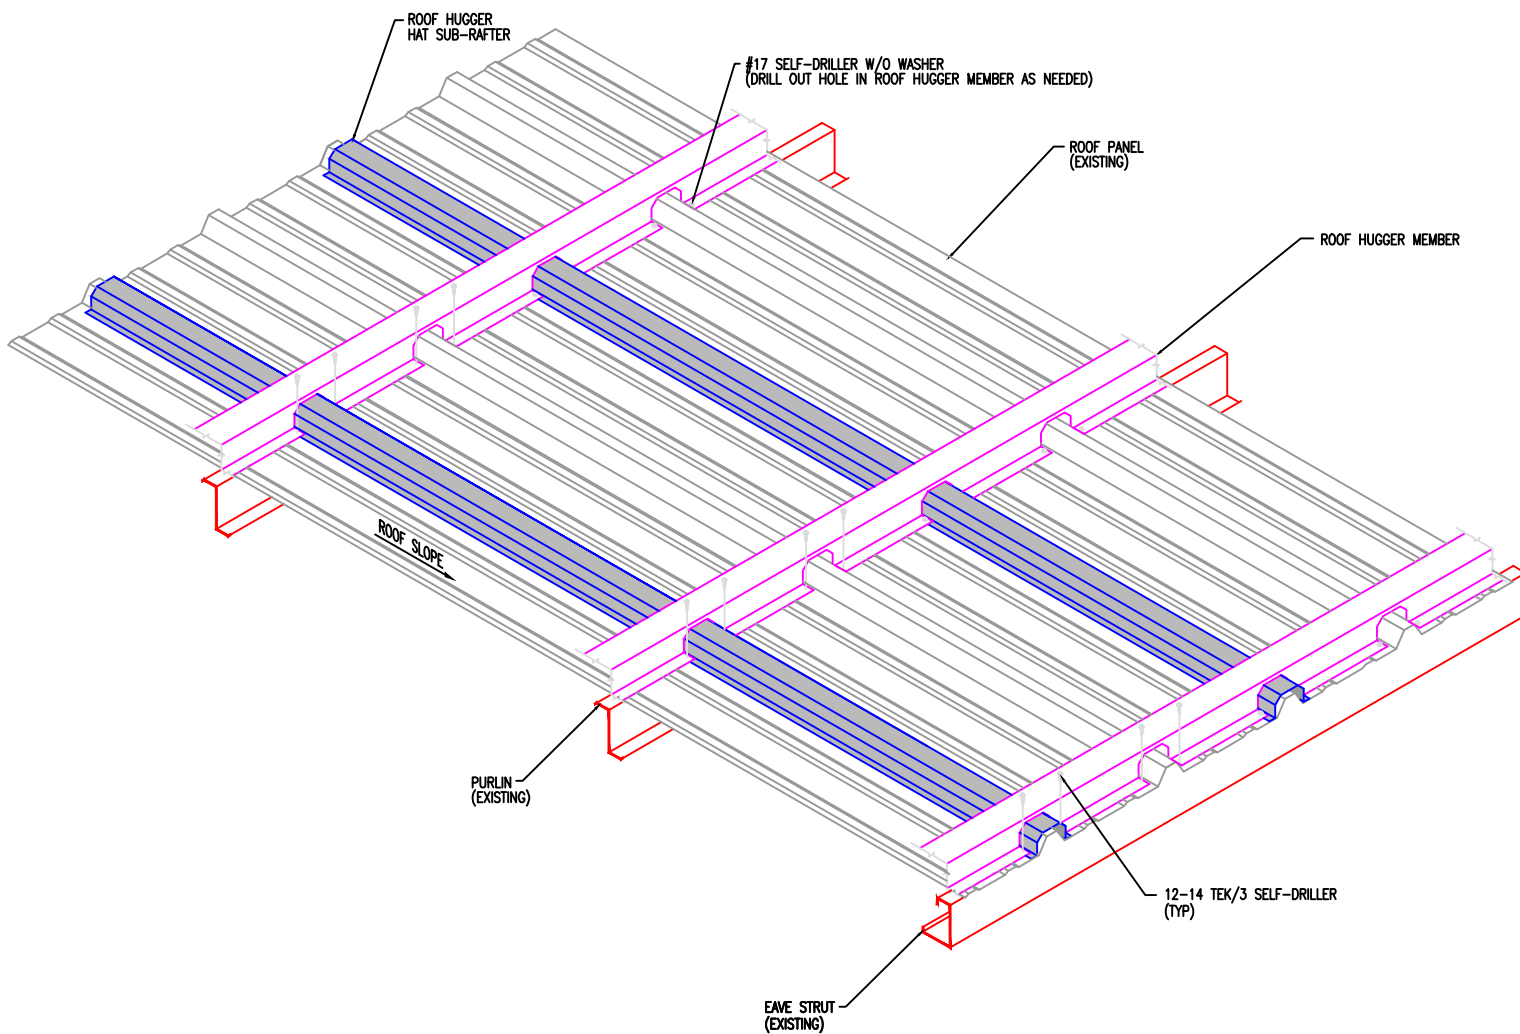 ROOF HUGGER
HAT SUB-RAFTER
#17 SELF-DRILLER W/O WASHER
(DRILL OUT HOLE IN ROOF HUGGER MEMBER AS NEEDED)
ROOF PANEL
(EXISTING)
ROOF HUGGER MEMBER
ROOF SLOPE
PURLIN
(EXISTING)
12-14 TEK/3 SELF-DRILLER
(TYP)
EAVE STRUT
(EXISTING)